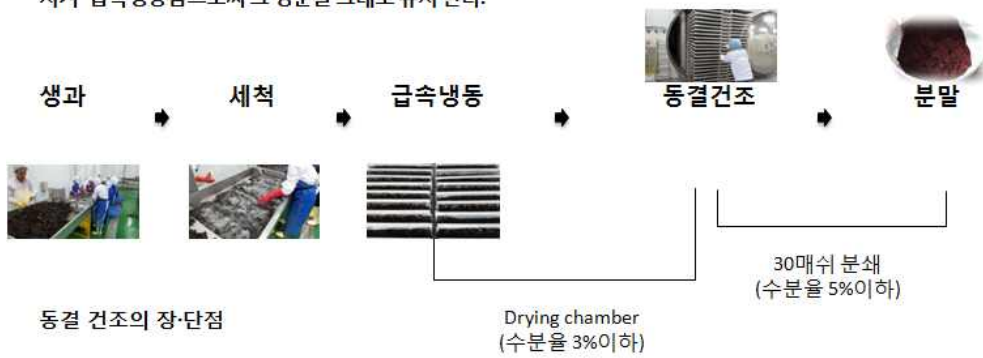 생과
세척
급속냉동
동결건조
분말
30매쉬 분쇄
(수분율 5%이하)
Drying chamber
(수분율 3%이하)
동결 건조의 장·단점